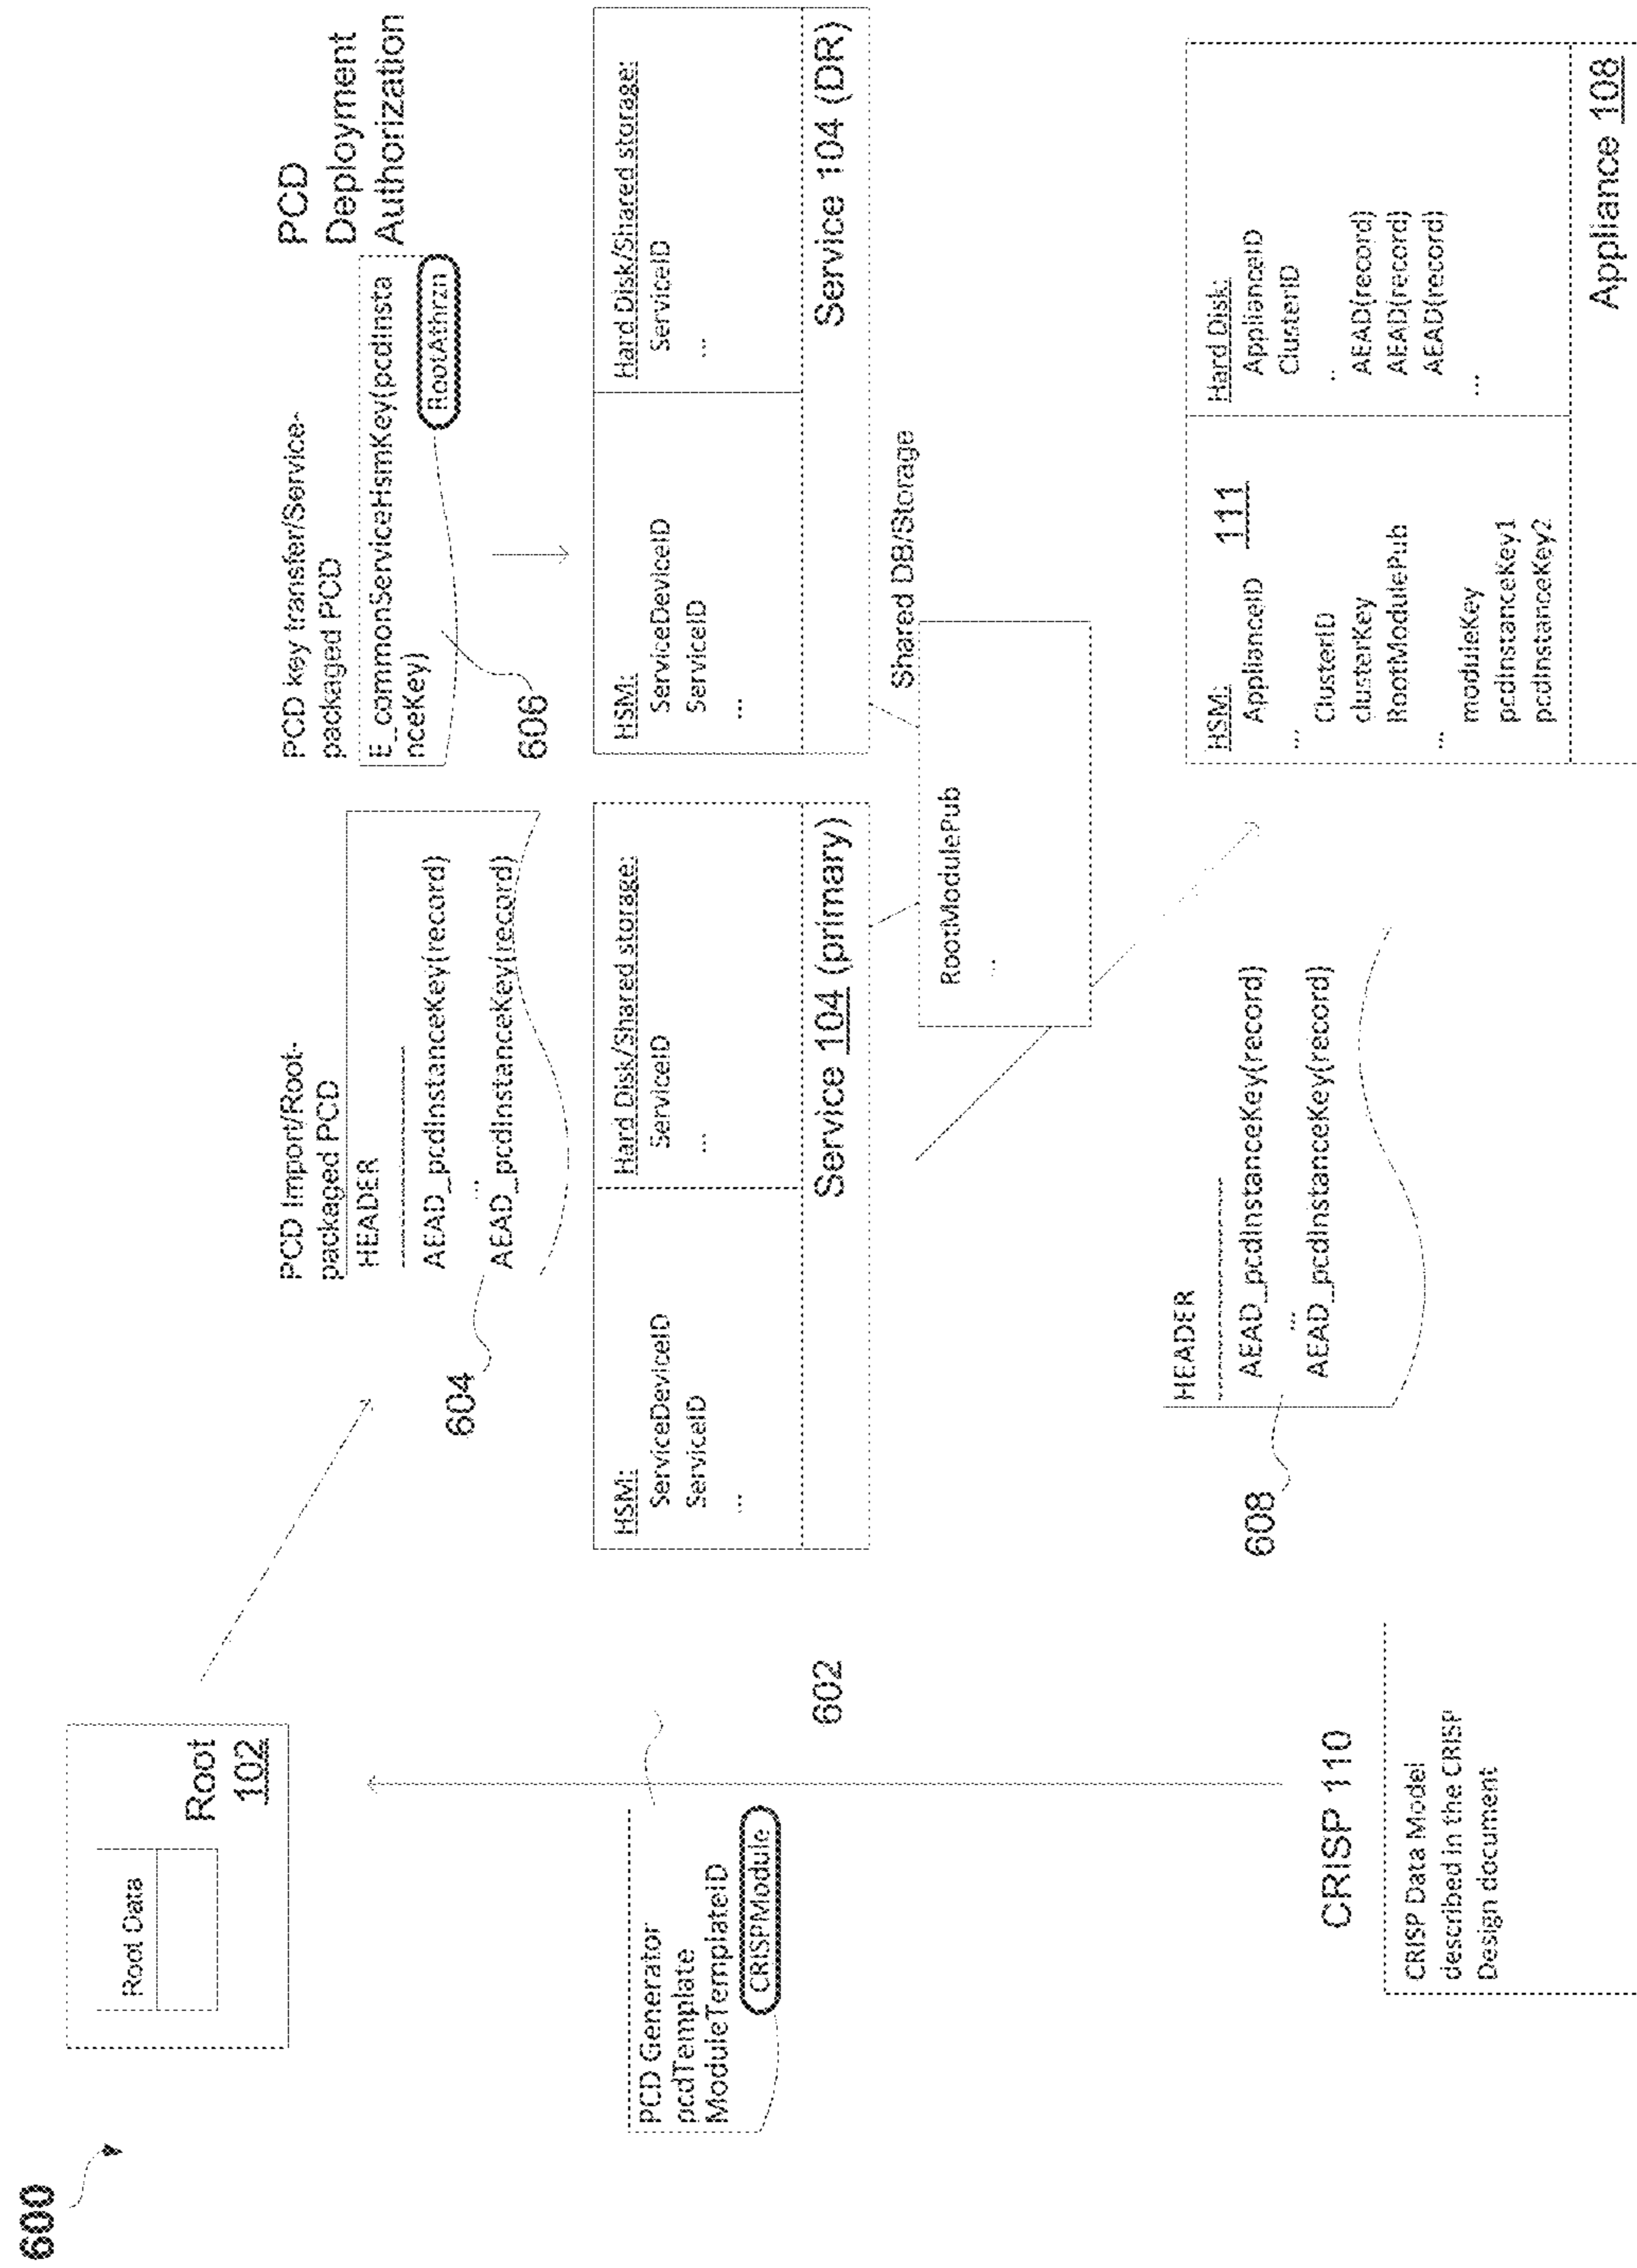 600
Root Data
Root
102
PCD
Deployment
Authorization
PCD Import/Root-
packaged PCD
HEADER
AEAD_pcdInstanceKey(record)
...
AEAD_pcdInstanceKey(record)
604
PCD key transfer/Service-
packaged PCD
E_commonServiceHsmKey(pcdInsta
nceKey)
RootAthrzn
606
PCD Generator
pcdTemplate
ModuleTemplateID
CRISPModule
602
HSM:
ServiceDeviceID
ServiceID
...
Hard Disk/Shared storage:
ServiceID
...
Service 104 (primary)
HSM:
ServiceDeviceID
ServiceID
...
Hard Disk/Shared storage:
ServiceID
...
Service 104 (DR)
Shared DB/Storage
RootModulePub
...
CRISP 110
CRISP Data Model
described in the CRISP
Design document
HEADER
AEAD_pcdInstanceKey(record)
...
AEAD_pcdInstanceKey(record)
608
HSM:
111
ApplianceID
...
ClusterID
clusterKey
RootModulePub
...
moduleKey
pcdInstanceKey1
pcdInstanceKey2
Hard Disk:
ApplianceID
ClusterID
..
AEAD(record)
AEAD(record)
AEAD(record)
...
Appliance 108